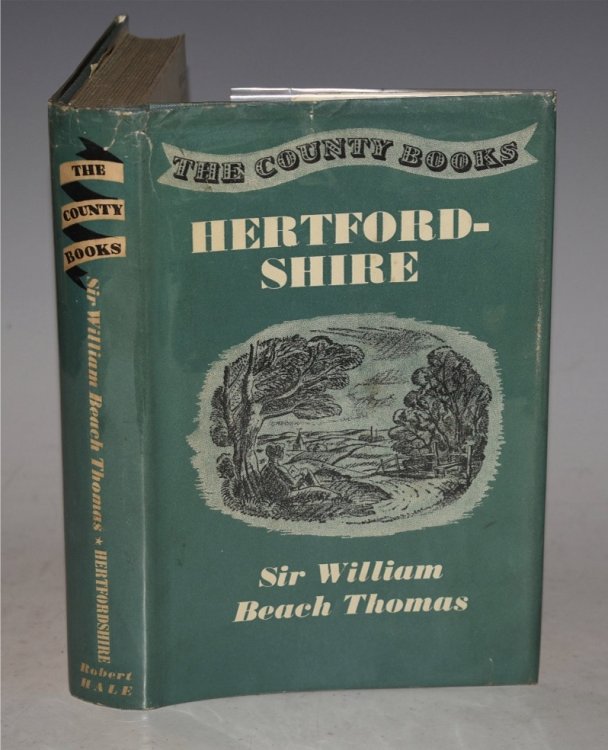 THE COUNTY BOOKS
HERTFORD-
SHIRE
Sir William
Beach Thomas
THE
COUNTY
BOOKS
Sir William Beach Thomas ★ HERTFORDSHIRE
Robert
HALE